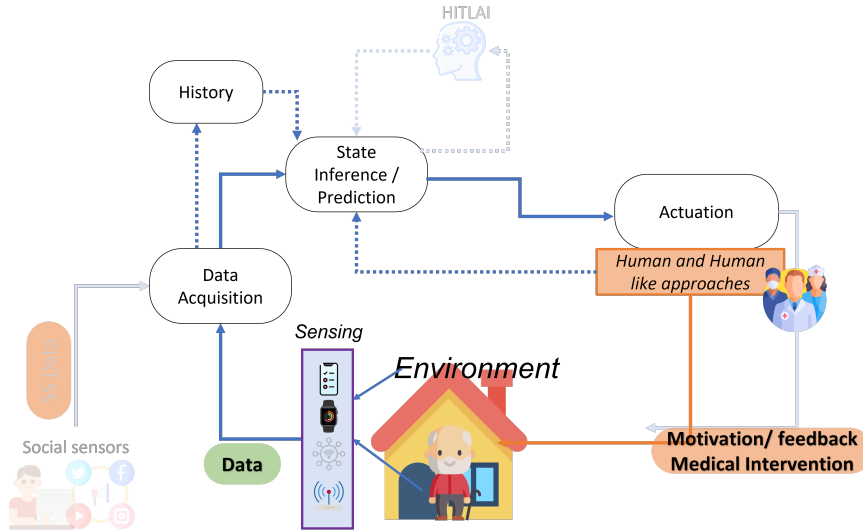 HITLAI
History
State
Inference /
Prediction
Actuation
Human and Human
like approaches
Data
Acquisition
Sensing
Environment
Social sensors
Data
Motivation/ feedback
Medical Intervention